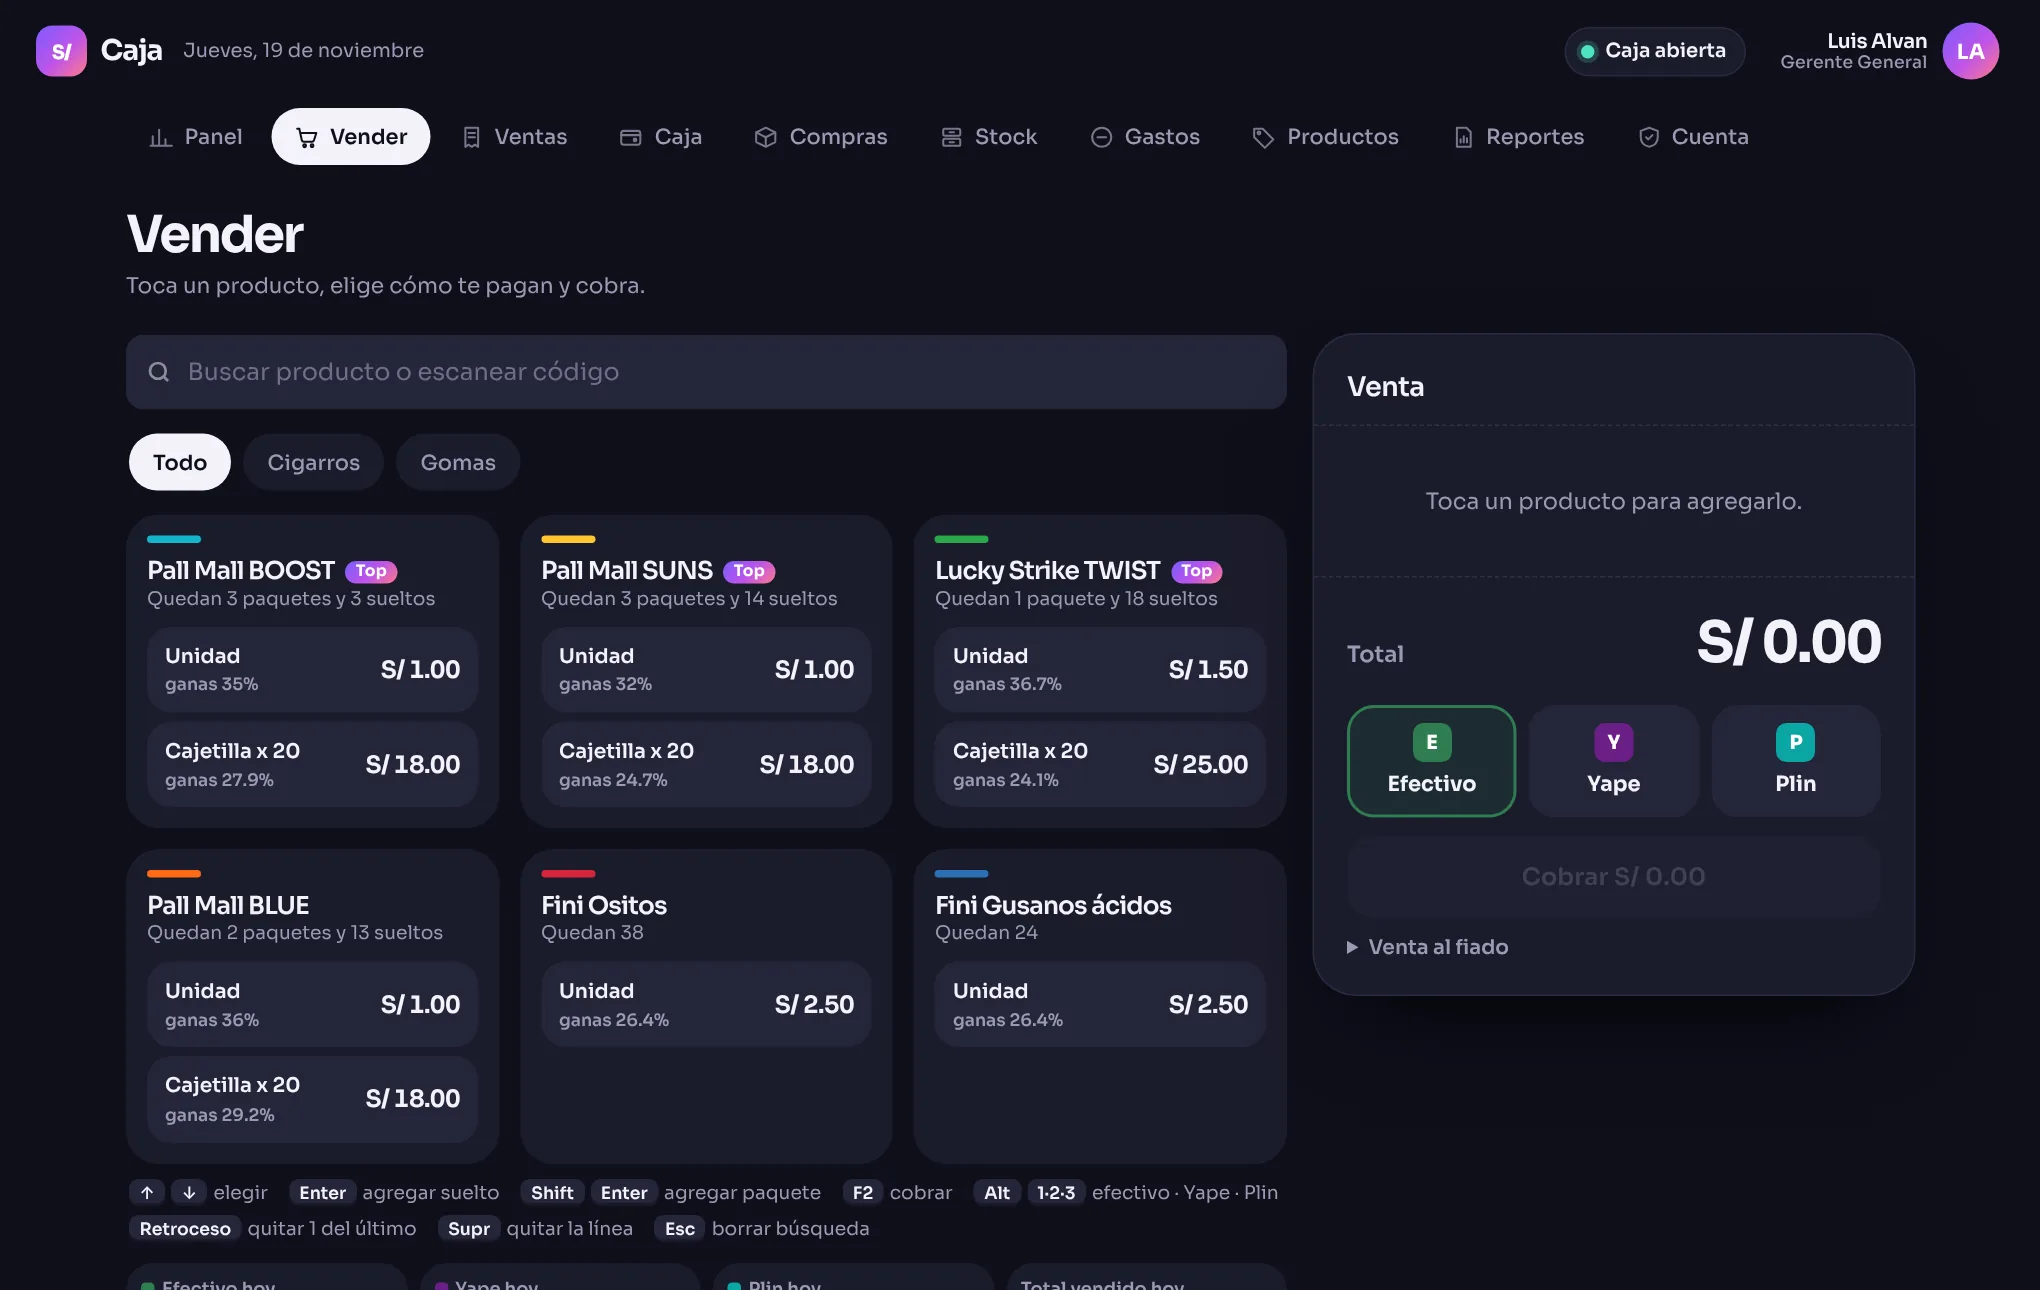 S/ Caja Jueves, 19 de noviembre
Caja abierta
Luis Alvan
Gerente General
LA
Panel Vender Ventas Caja Compras Stock Gastos Productos Reportes Cuenta
Vender
Toca un producto, elige cómo te pagan y cobra.
Buscar producto o escanear código
Todo Cigarros Gomas
Pall Mall BOOST Top
Quedan 3 paquetes y 3 sueltos
Unidad
ganas 35%
S/ 1.00
Cajetilla x 20
ganas 27.9%
S/ 18.00
Pall Mall SUNS Top
Quedan 3 paquetes y 14 sueltos
Unidad
ganas 32%
S/ 1.00
Cajetilla x 20
ganas 24.7%
S/ 18.00
Lucky Strike TWIST Top
Quedan 1 paquete y 18 sueltos
Unidad
ganas 36.7%
S/ 1.50
Cajetilla x 20
ganas 24.1%
S/ 25.00
Pall Mall BLUE
Quedan 2 paquetes y 13 sueltos
Unidad
ganas 36%
S/ 1.00
Cajetilla x 20
ganas 29.2%
S/ 18.00
Fini Ositos
Quedan 38
Unidad
ganas 26.4%
S/ 2.50
Fini Gusanos ácidos
Quedan 24
Unidad
ganas 26.4%
S/ 2.50
↑ ↓ elegir Enter agregar suelto Shift Enter agregar paquete F2 cobrar Alt 1·2·3 efectivo · Yape · Plin
Retroceso quitar 1 del último Supr quitar la línea Esc borrar búsqueda
Efectivo hoy Yape hoy Plin hoy Total vendido hoy
Venta
Toca un producto para agregarlo.
Total S/ 0.00
E
Efectivo
Y
Yape
P
Plin
Cobrar S/ 0.00
Venta al fiado